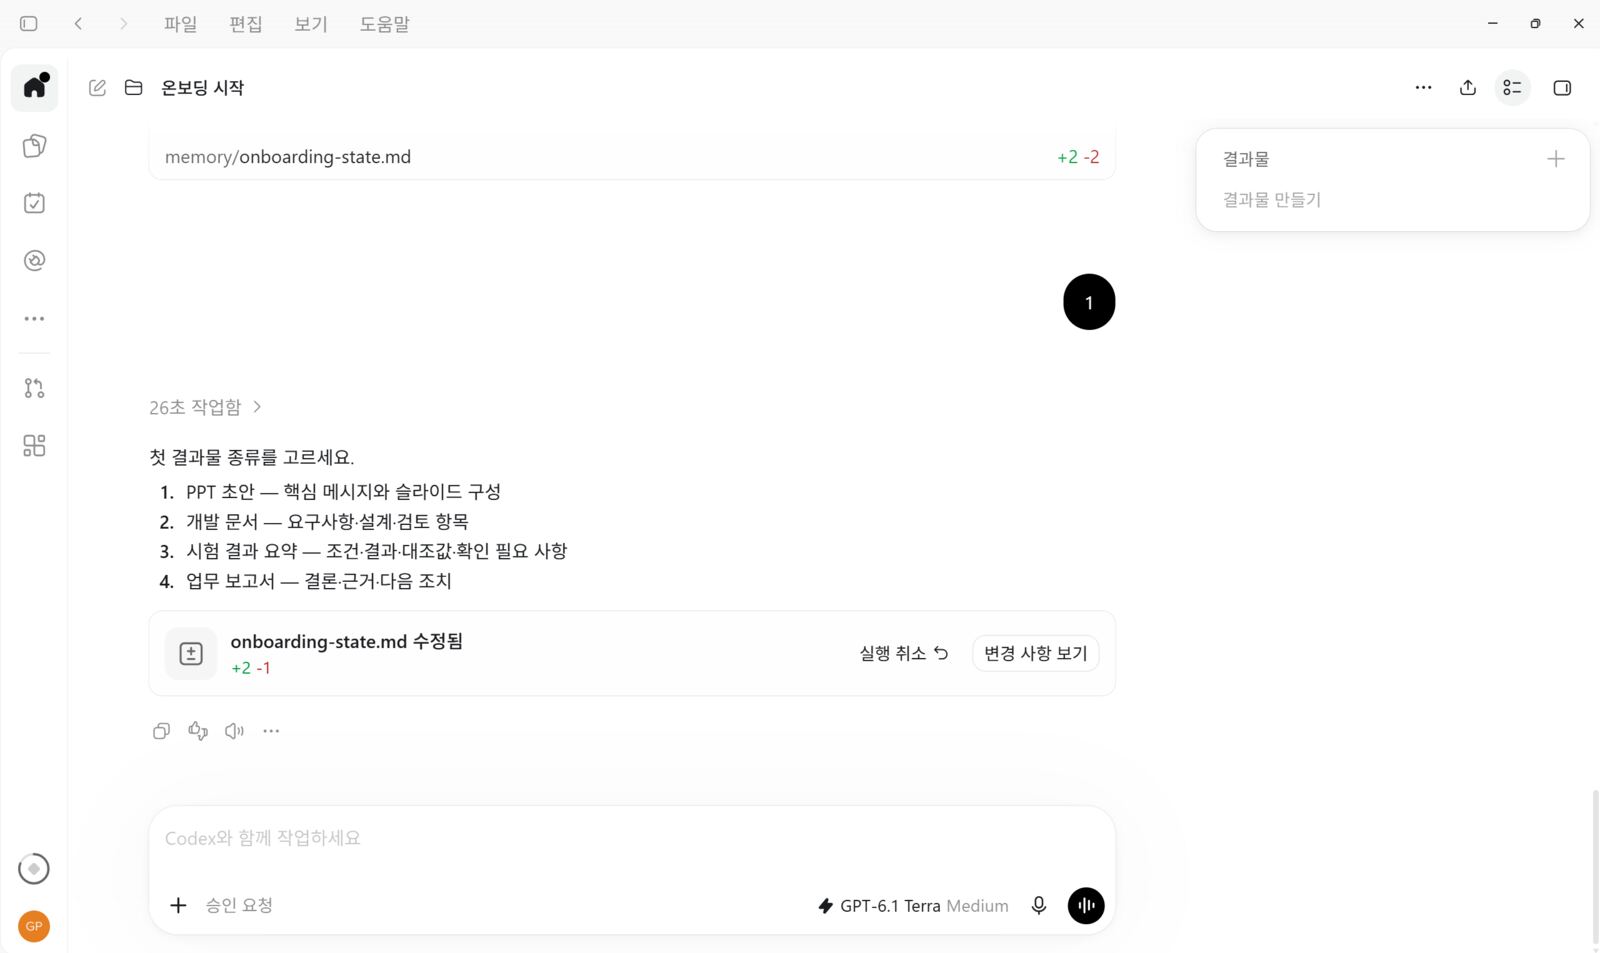 파일 편집 보기 도움말
온보딩 시작
memory/onboarding-state.md +2 -2
결과물
결과물 만들기
1
26초 작업함
첫 결과물 종류를 고르세요.
1. PPT 초안 — 핵심 메시지와 슬라이드 구성
2. 개발 문서 — 요구사항·설계·검토 항목
3. 시험 결과 요약 — 조건·결과·대조값·확인 필요 사항
4. 업무 보고서 — 결론·근거·다음 조치
onboarding-state.md 수정됨
+2 -1
실행 취소 변경 사항 보기
Codex와 함께 작업하세요
승인 요청 GPT-6.1 Terra Medium
GP